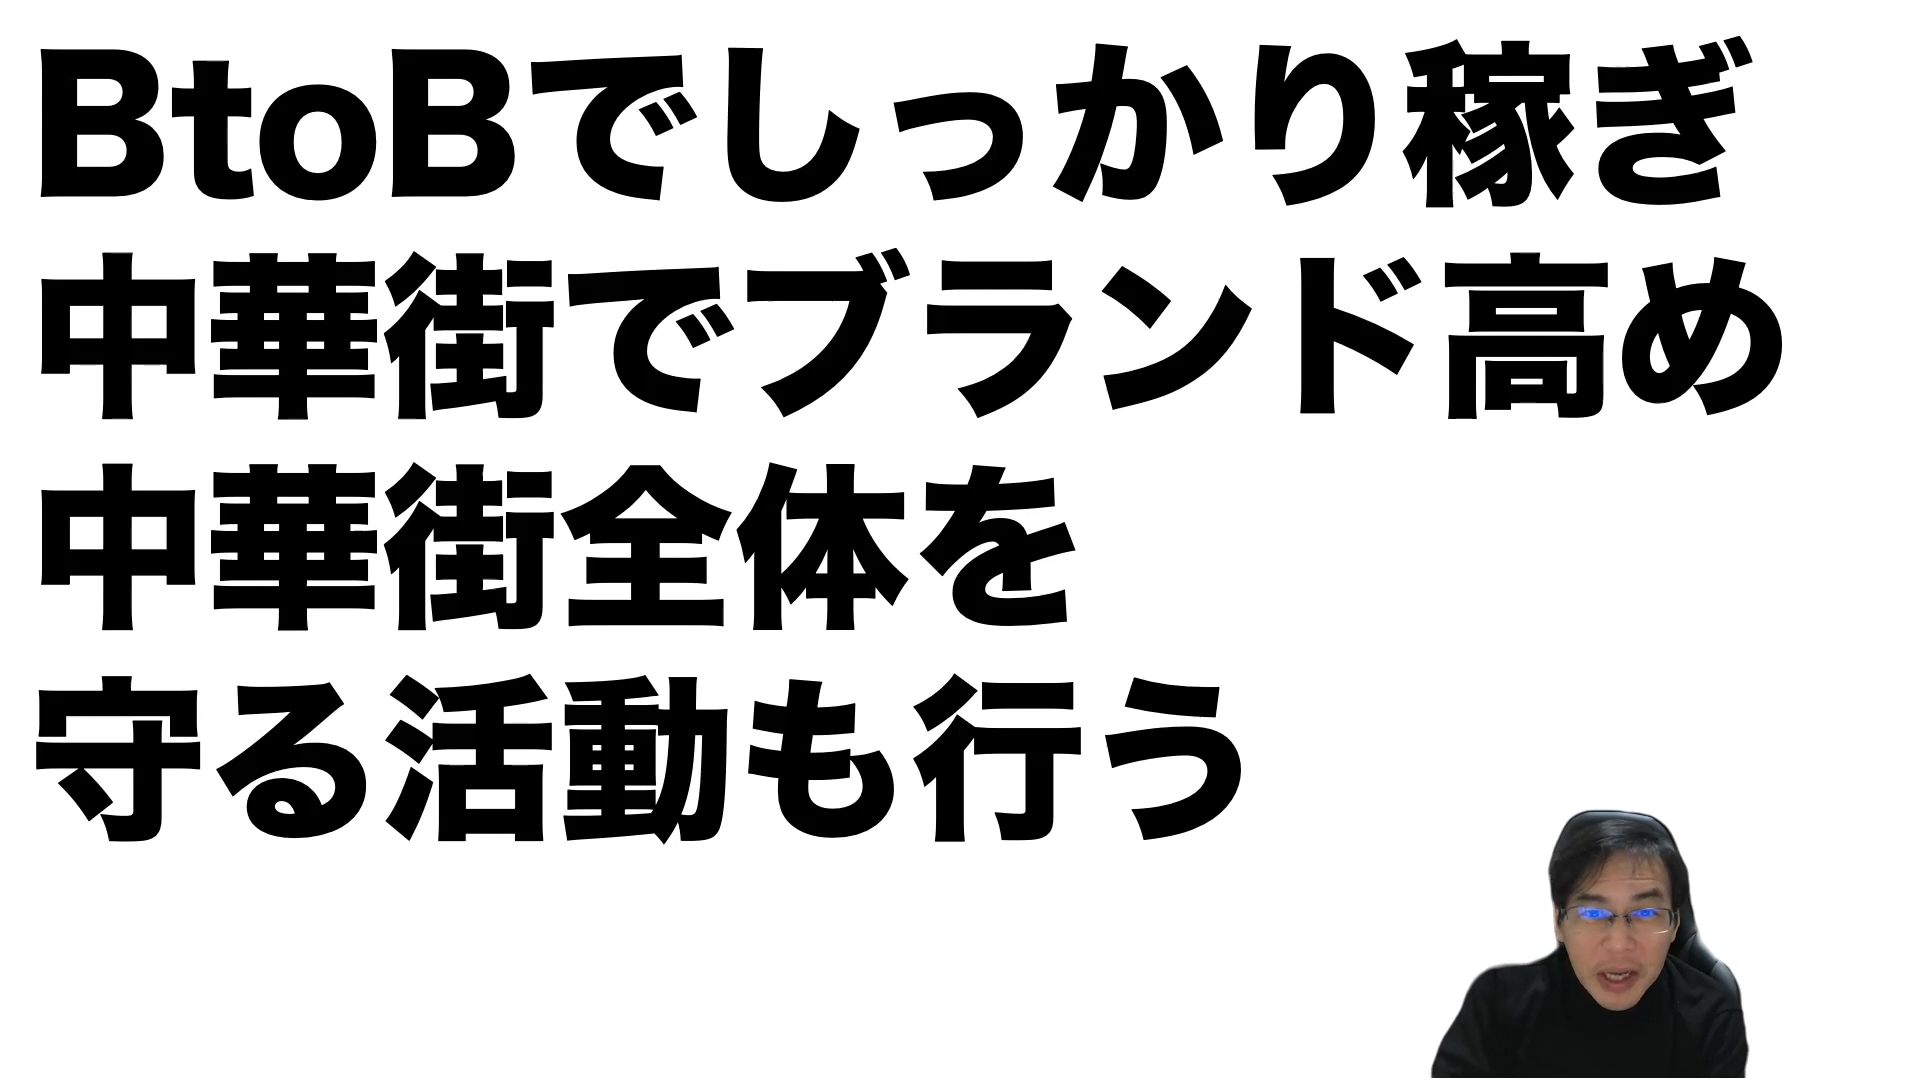 BtoBでしっかり稼ぎ
中華街でブランド高め
中華街全体を
守る活動も行う